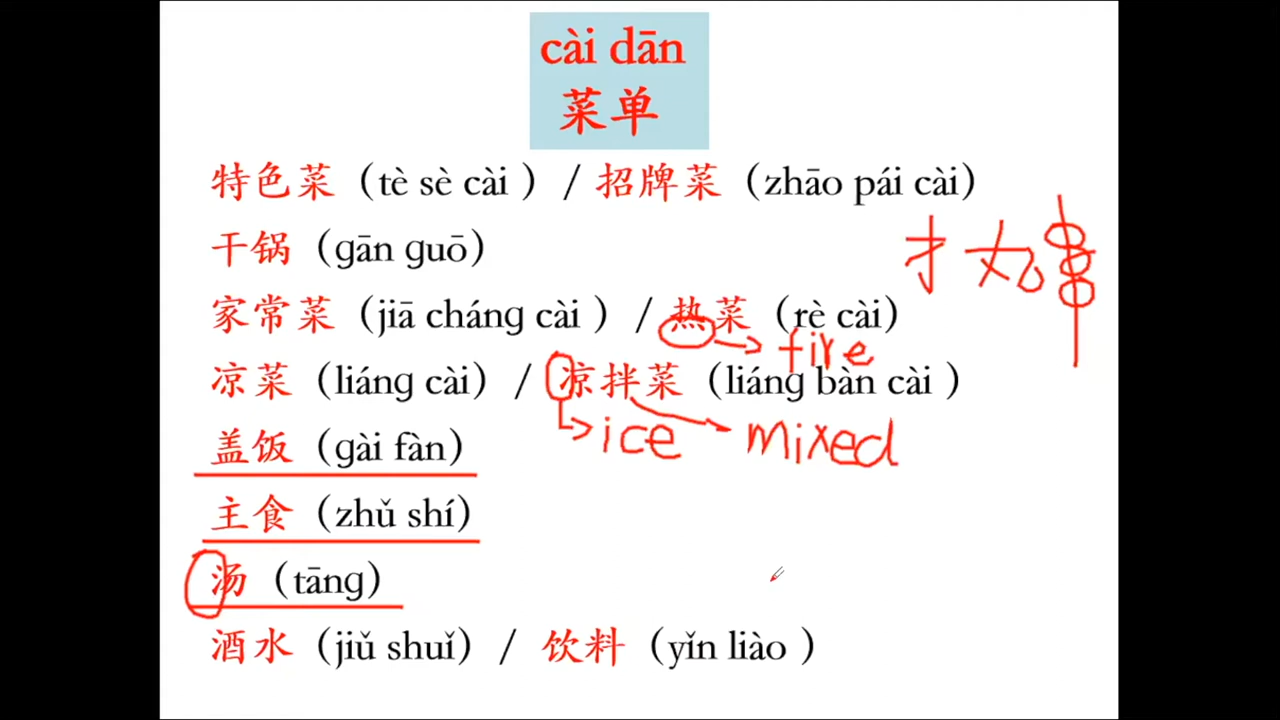 cài dān
菜单
特色菜（tè sè cài ）/ 招牌菜（zhāo pái cài）
干锅（gān guō）
扌 丸 串
家常菜（jiā cháng cài ）/ 热菜（rè cài）
fire
凉菜（liáng cài）/ 凉拌菜（liáng bàn cài ）
ice mixed
盖饭（gài fàn）
主食（zhǔ shí）
汤（tāng）
酒水（jiǔ shuǐ）/ 饮料（yǐn liào ）